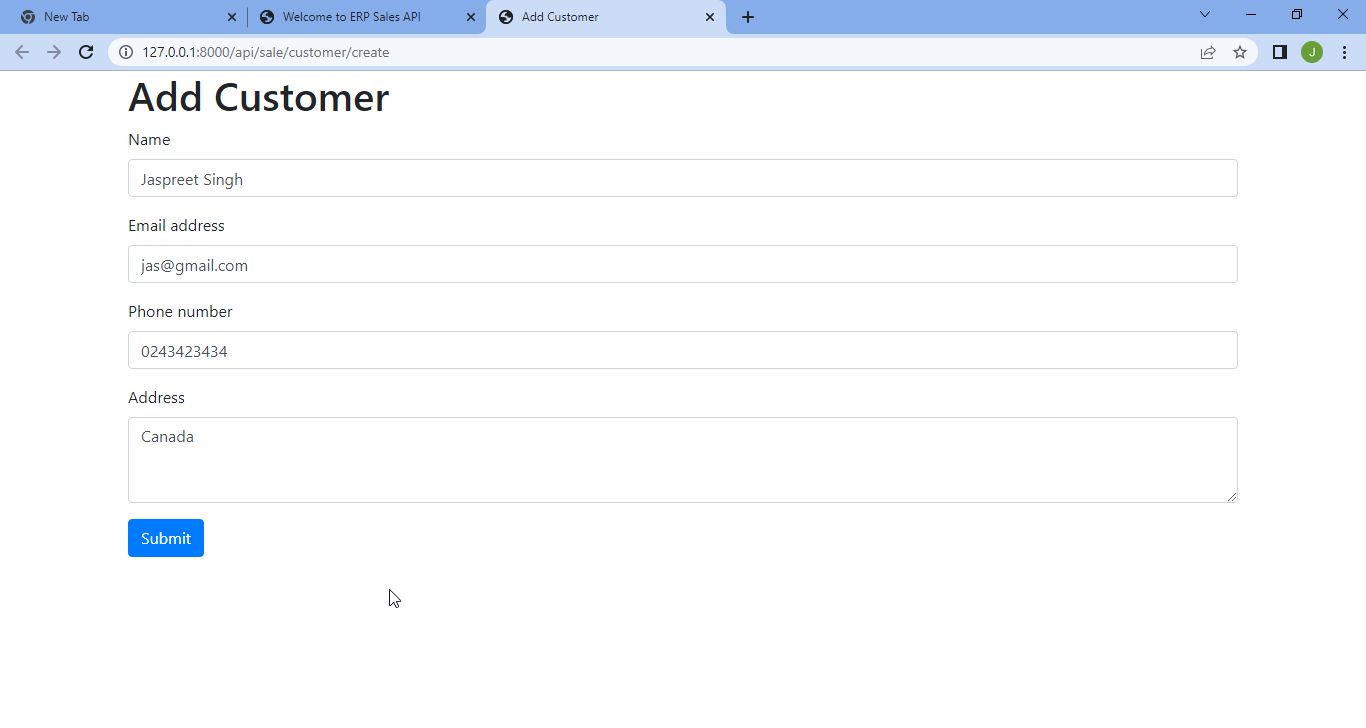 New Tab
Welcome to ERP Sales API
Add Customer
127.0.0.1:8000/api/sale/customer/create
J
Add Customer
Name
Jaspreet Singh
Email address
jas@gmail.com
Phone number
0243423434
Address
Canada
Submit